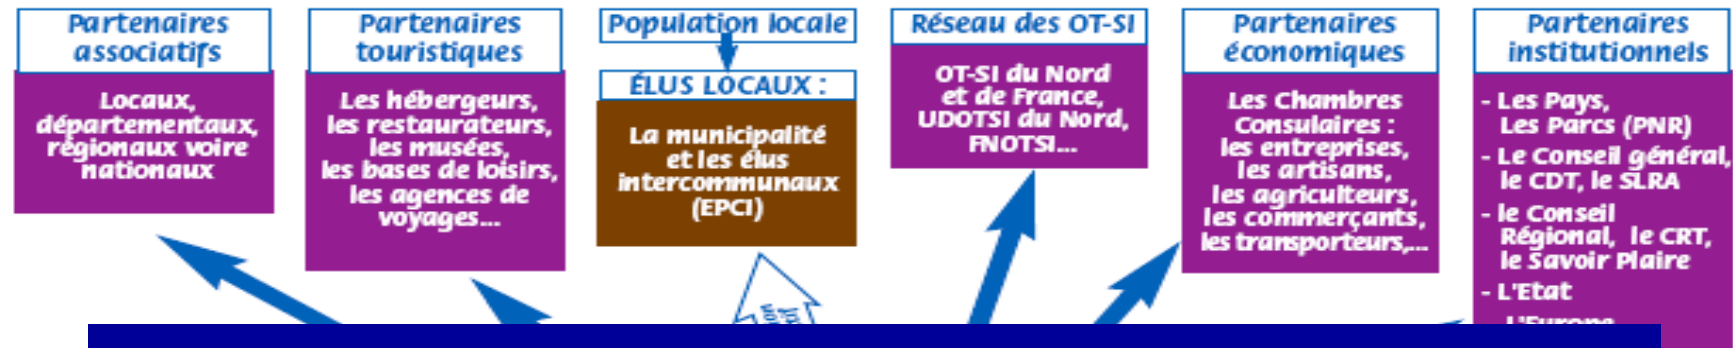 Partenaires
associatifs
Locaux,
départementaux,
régionaux voire
nationaux
Partenaires
touristiques
Les hébergeurs,
les restaurateurs,
les musées,
les bases de loisirs,
les agences de
voyages...
Population locale
ÉLUS LOCAUX :
La municipalité
et les élus
intercommunaux
(EPCI)
Réseau des OT-SI
OT-SI du Nord
et de France,
UDOTSI du Nord,
FNOTSI...
Partenaires
économiques
Les Chambres
Consulaires :
les entreprises,
les artisans,
les agriculteurs,
les commerçants,
les transporteurs,...
Partenaires
institutionnels
- Les Pays,
Les Parcs (PNR)
- Le Conseil général,
le CDT, le SLRA
- le Conseil
Régional, le CRT,
le Savoir Plaire
- L'Etat
L'Europe